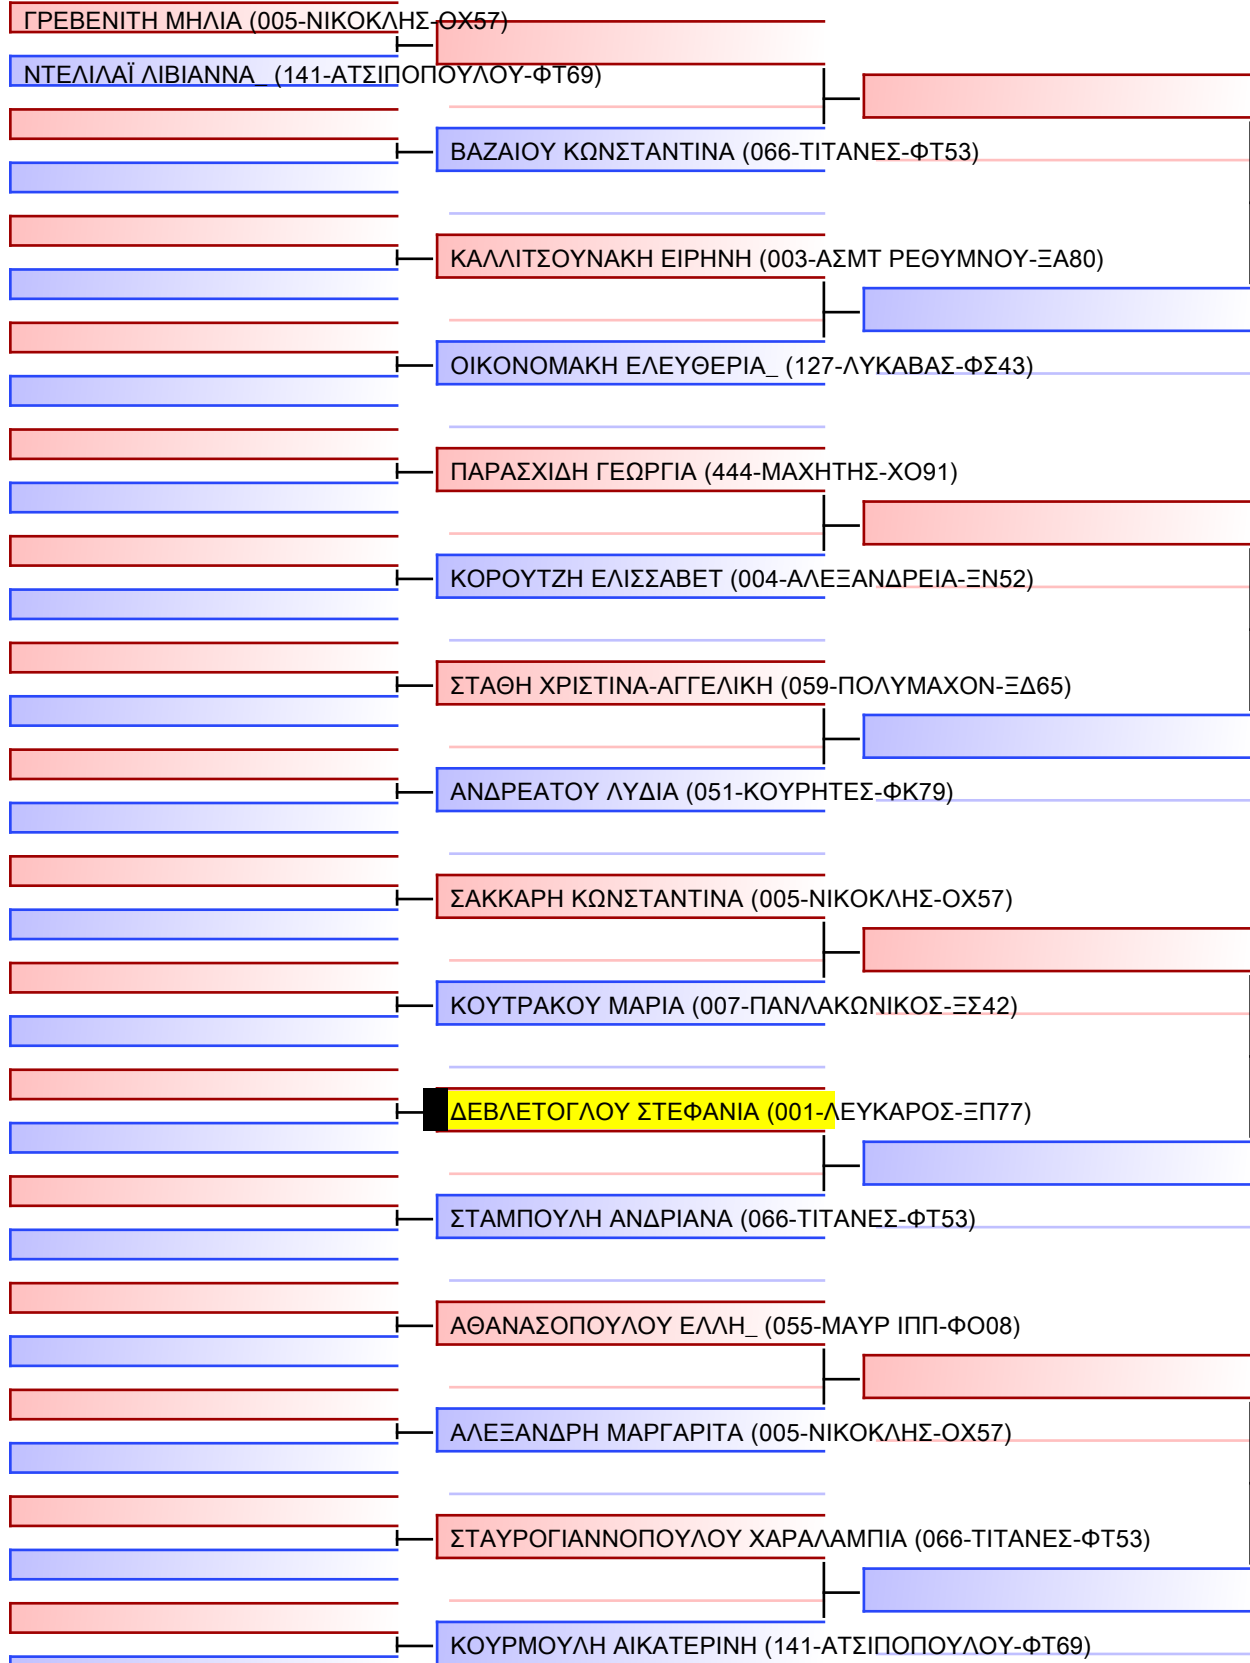 ΓΡΕΒΕΝΙΤΗ ΜΗΛΙΑ (005-ΝΙΚΟΚΛΗΣ-ΟΧ57)
ΝΤΕΛΙΛΑΪ ΛΙΒΙΑΝΝΑ_ (141-ΑΤΣΙΠΟΠΟΥΛΟΥ-ΦΤ69)
ΒΑΖΑΙΟΥ ΚΩΝΣΤΑΝΤΙΝΑ (066-ΤΙΤΑΝΕΣ-ΦΤ53)
ΚΑΛΛΙΤΣΟΥΝΑΚΗ ΕΙΡΗΝΗ (003-ΑΣΜΤ ΡΕΘΥΜΝΟΥ-ΞΑ80)
ΟΙΚΟΝΟΜΑΚΗ ΕΛΕΥΘΕΡΙΑ_ (127-ΛΥΚΑΒΑΣ-ΦΣ43)
ΠΑΡΑΣΧΙΔΗ ΓΕΩΡΓΙΑ (444-ΜΑΧΗΤΗΣ-ΧΟ91)
ΚΟΡΟΥΤΖΗ ΕΛΙΣΣΑΒΕΤ (004-ΑΛΕΞΑΝΔΡΕΙΑ-ΞΝ52)
ΣΤΑΘΗ ΧΡΙΣΤΙΝΑ-ΑΓΓΕΛΙΚΗ (059-ΠΟΛΥΜΑΧΟΝ-ΞΔ65)
ΑΝΔΡΕΑΤΟΥ ΛΥΔΙΑ (051-ΚΟΥΡΗΤΕΣ-ΦΚ79)
ΣΑΚΚΑΡΗ ΚΩΝΣΤΑΝΤΙΝΑ (005-ΝΙΚΟΚΛΗΣ-ΟΧ57)
ΚΟΥΤΡΑΚΟΥ ΜΑΡΙΑ (007-ΠΑΝΛΑΚΩΝΙΚΟΣ-ΞΣ42)
ΔΕΒΛΕΤΟΓΛΟΥ ΣΤΕΦΑΝΙΑ (001-ΛΕΥΚΑΡΟΣ-ΞΠ77)
ΣΤΑΜΠΟΥΛΗ ΑΝΔΡΙΑΝΑ (066-ΤΙΤΑΝΕΣ-ΦΤ53)
ΑΘΑΝΑΣΟΠΟΥΛΟΥ ΕΛΛΗ_ (055-ΜΑΥΡ ΙΠΠ-ΦΟ08)
ΑΛΕΞΑΝΔΡΗ ΜΑΡΓΑΡΙΤΑ (005-ΝΙΚΟΚΛΗΣ-ΟΧ57)
ΣΤΑΥΡΟΓΙΑΝΝΟΠΟΥΛΟΥ ΧΑΡΑΛΑΜΠΙΑ (066-ΤΙΤΑΝΕΣ-ΦΤ53)
ΚΟΥΡΜΟΥΛΗ ΑΙΚΑΤΕΡΙΝΗ (141-ΑΤΣΙΠΟΠΟΥΛΟΥ-ΦΤ69)